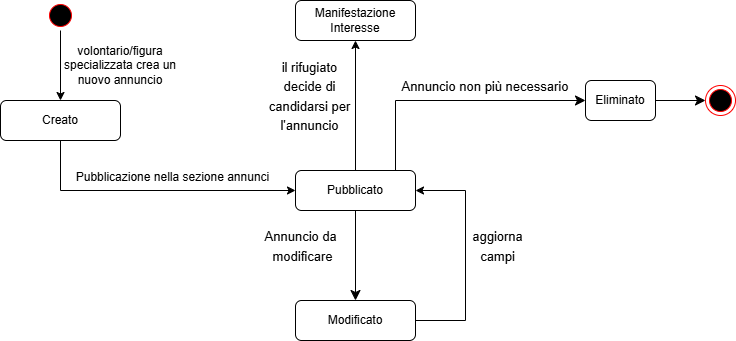 Manifestazione
Interesse
volontario/figura
specializzata crea un
nuovo annuncio
il rifugiato
decide di
candidarsi per
l'annuncio
Annuncio non più necessario
Eliminato
Creato
Pubblicazione nella sezione annunci
Pubblicato
Annuncio da
modificare
aggiorna
campi
Modificato